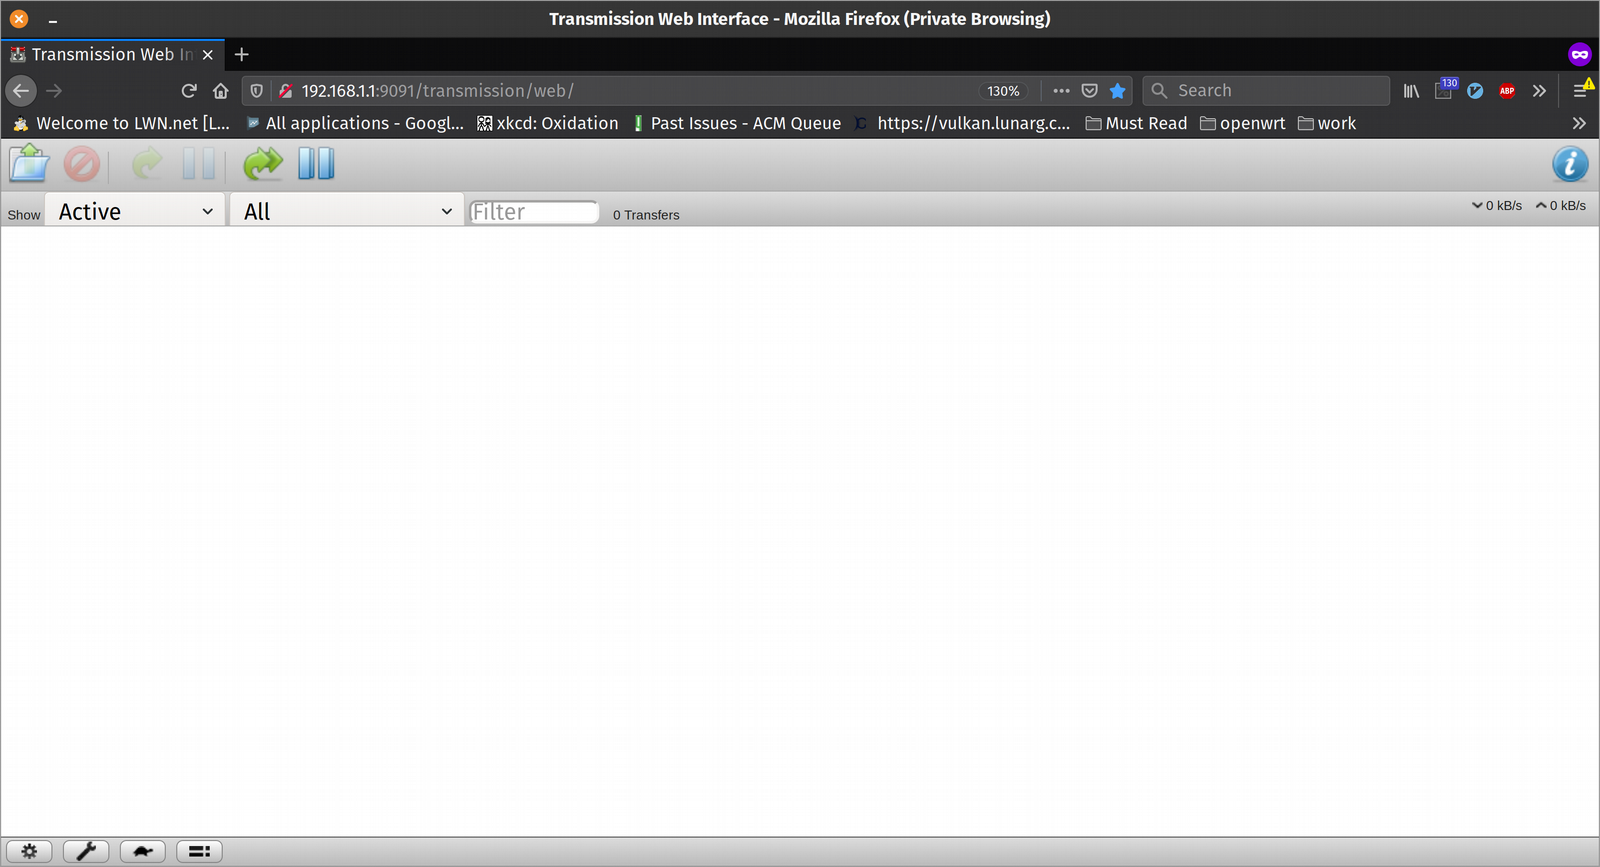 Transmission Web Interface - Mozilla Firefox (Private Browsing)
Transmission Web In
192.168.1.1:9091/transmission/web/ 130% Search 130 ABP
Welcome to LWN.net [L... All applications - Googl... xkcd: Oxidation Past Issues - ACM Queue https://vulkan.lunarg.c... Must Read openwrt work
Show Active All Filter 0 Transfers 0 kB/s 0 kB/s